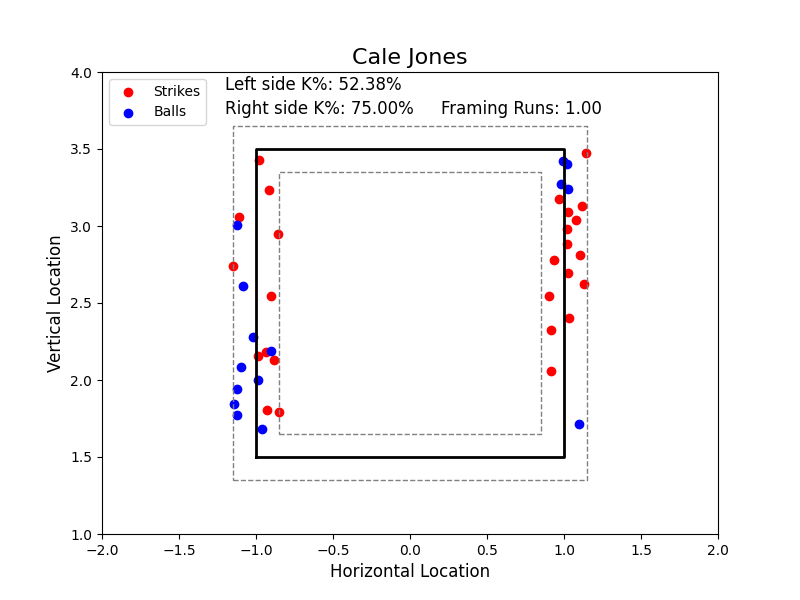 Cale Jones
Strikes
Balls
Left side K%: 52.38%
Right side K%: 75.00%
Framing Runs: 1.00
4.0
3.5
3.0
2.5
2.0
1.5
1.0
Vertical Location
−2.0 −1.5 −1.0 −0.5 0.0 0.5 1.0 1.5 2.0
Horizontal Location